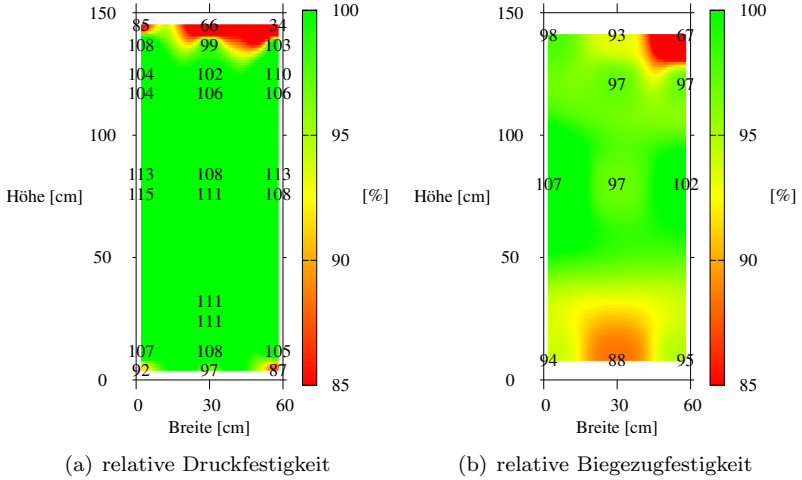 150
100
50
0
Höhe [cm]
85 66 34
108 99 103
104 102 110
104 106 106
113 108 113
115 111 108
111
111
107 108 105
92 97 87
0 30 60
Breite [cm]
100
95
90
85
[%]
(a) relative Druckfestigkeit
150
100
50
0
Höhe [cm]
98 93 67
97 97
107 97 102
94 88 95
0 30 60
Breite [cm]
100
95
90
85
[%]
(b) relative Biegezugfestigkeit